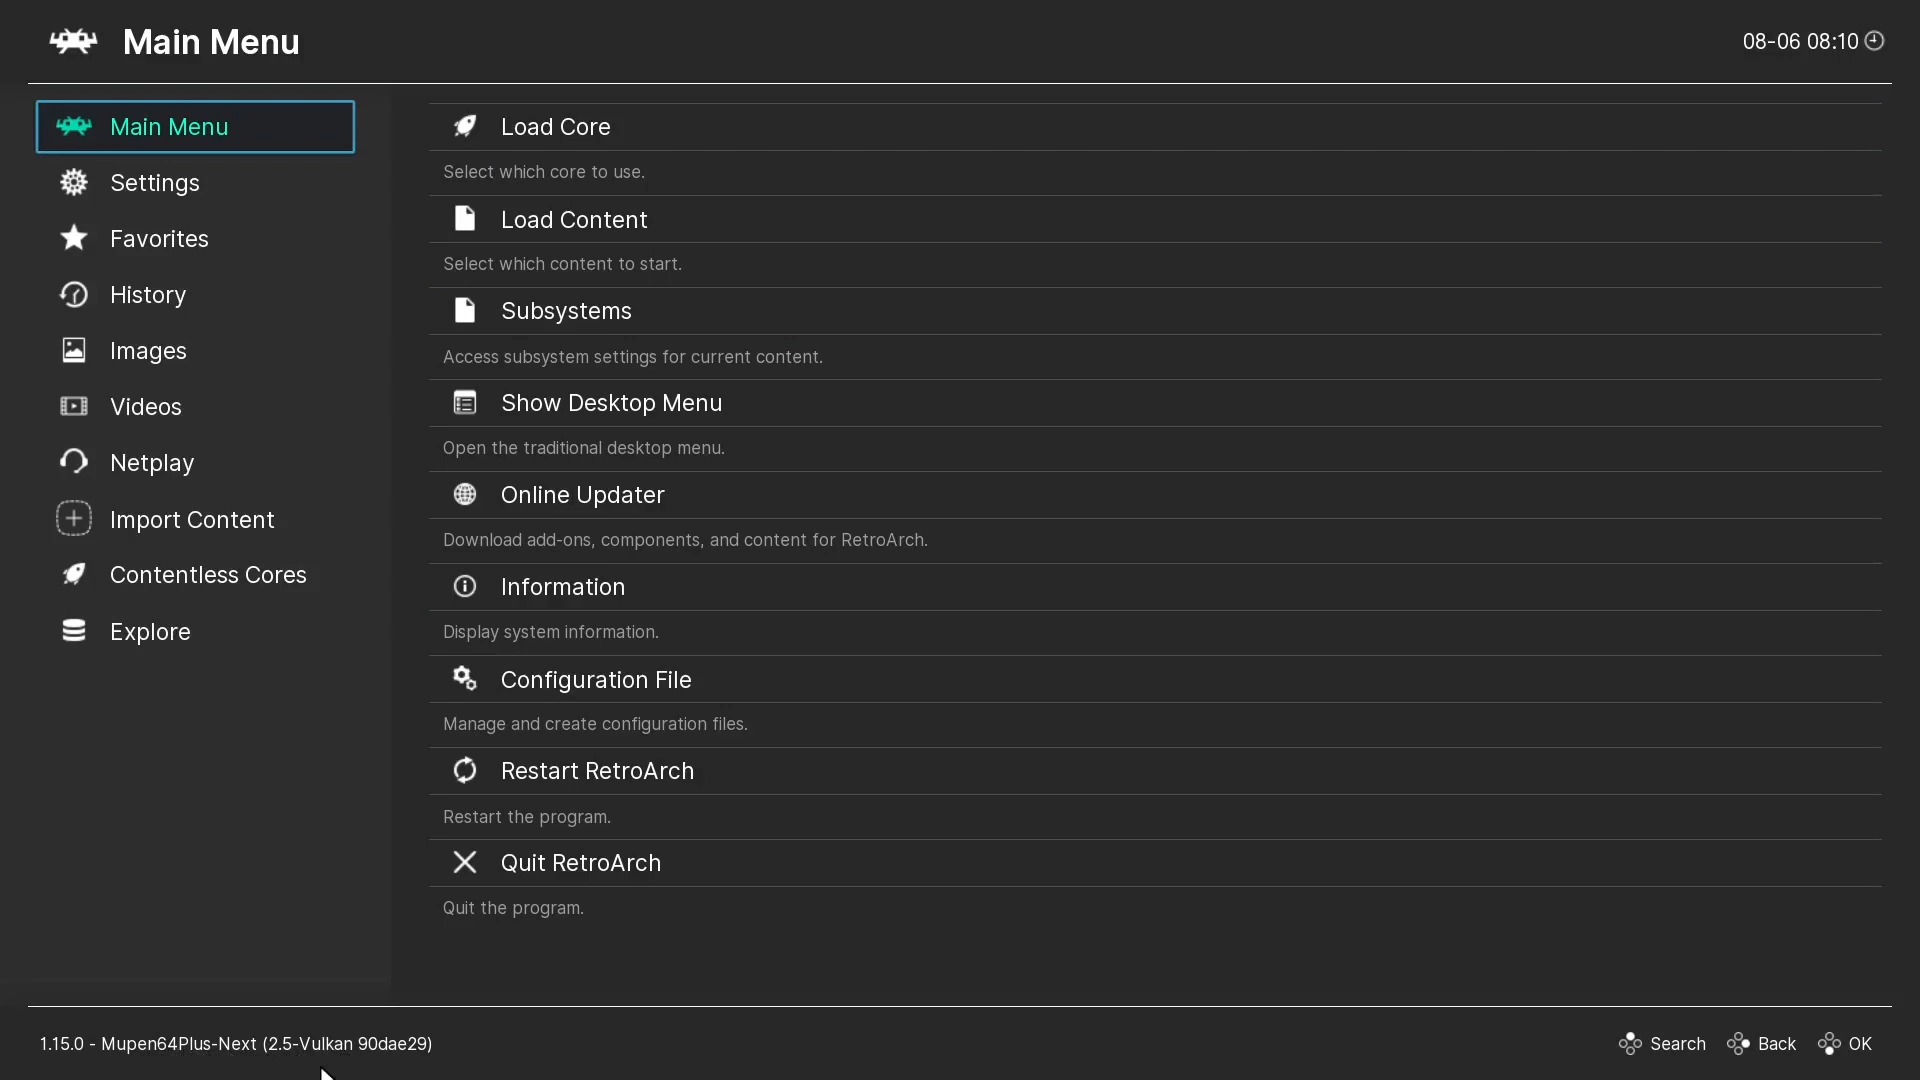 Main Menu
08-06 08:10
Main Menu
Settings
Favorites
History
Images
Videos
Netplay
Import Content
Contentless Cores
Explore
Load Core
Select which core to use.
Load Content
Select which content to start.
Subsystems
Access subsystem settings for current content.
Show Desktop Menu
Open the traditional desktop menu.
Online Updater
Download add-ons, components, and content for RetroArch.
Information
Display system information.
Configuration File
Manage and create configuration files.
Restart RetroArch
Restart the program.
Quit RetroArch
Quit the program.
1.15.0 - Mupen64Plus-Next (2.5-Vulkan 90dae29)
Search Back OK